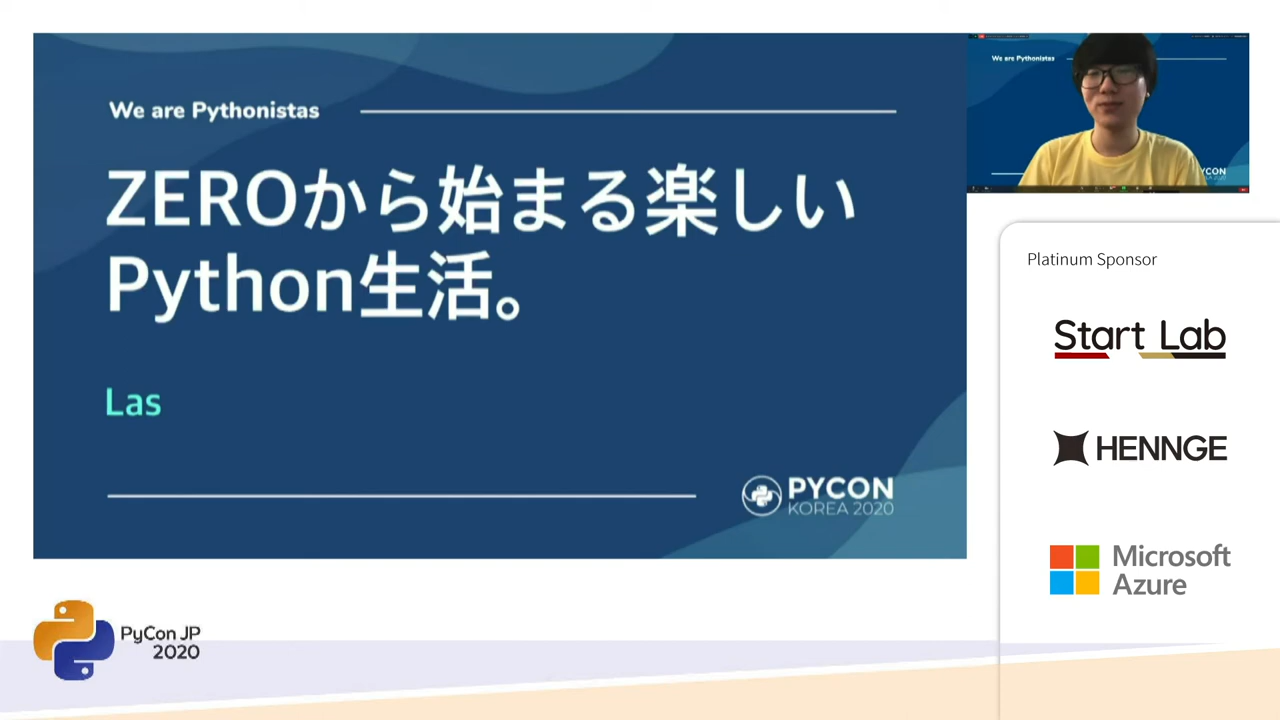 We are Pythonistas
ZEROから始まる楽しい
Python生活。
Las
PYCON
KOREA 2020
We are Pythonistas
Platinum Sponsor
Start Lab
HENNGE
Microsoft
Azure
PyCon JP
2020